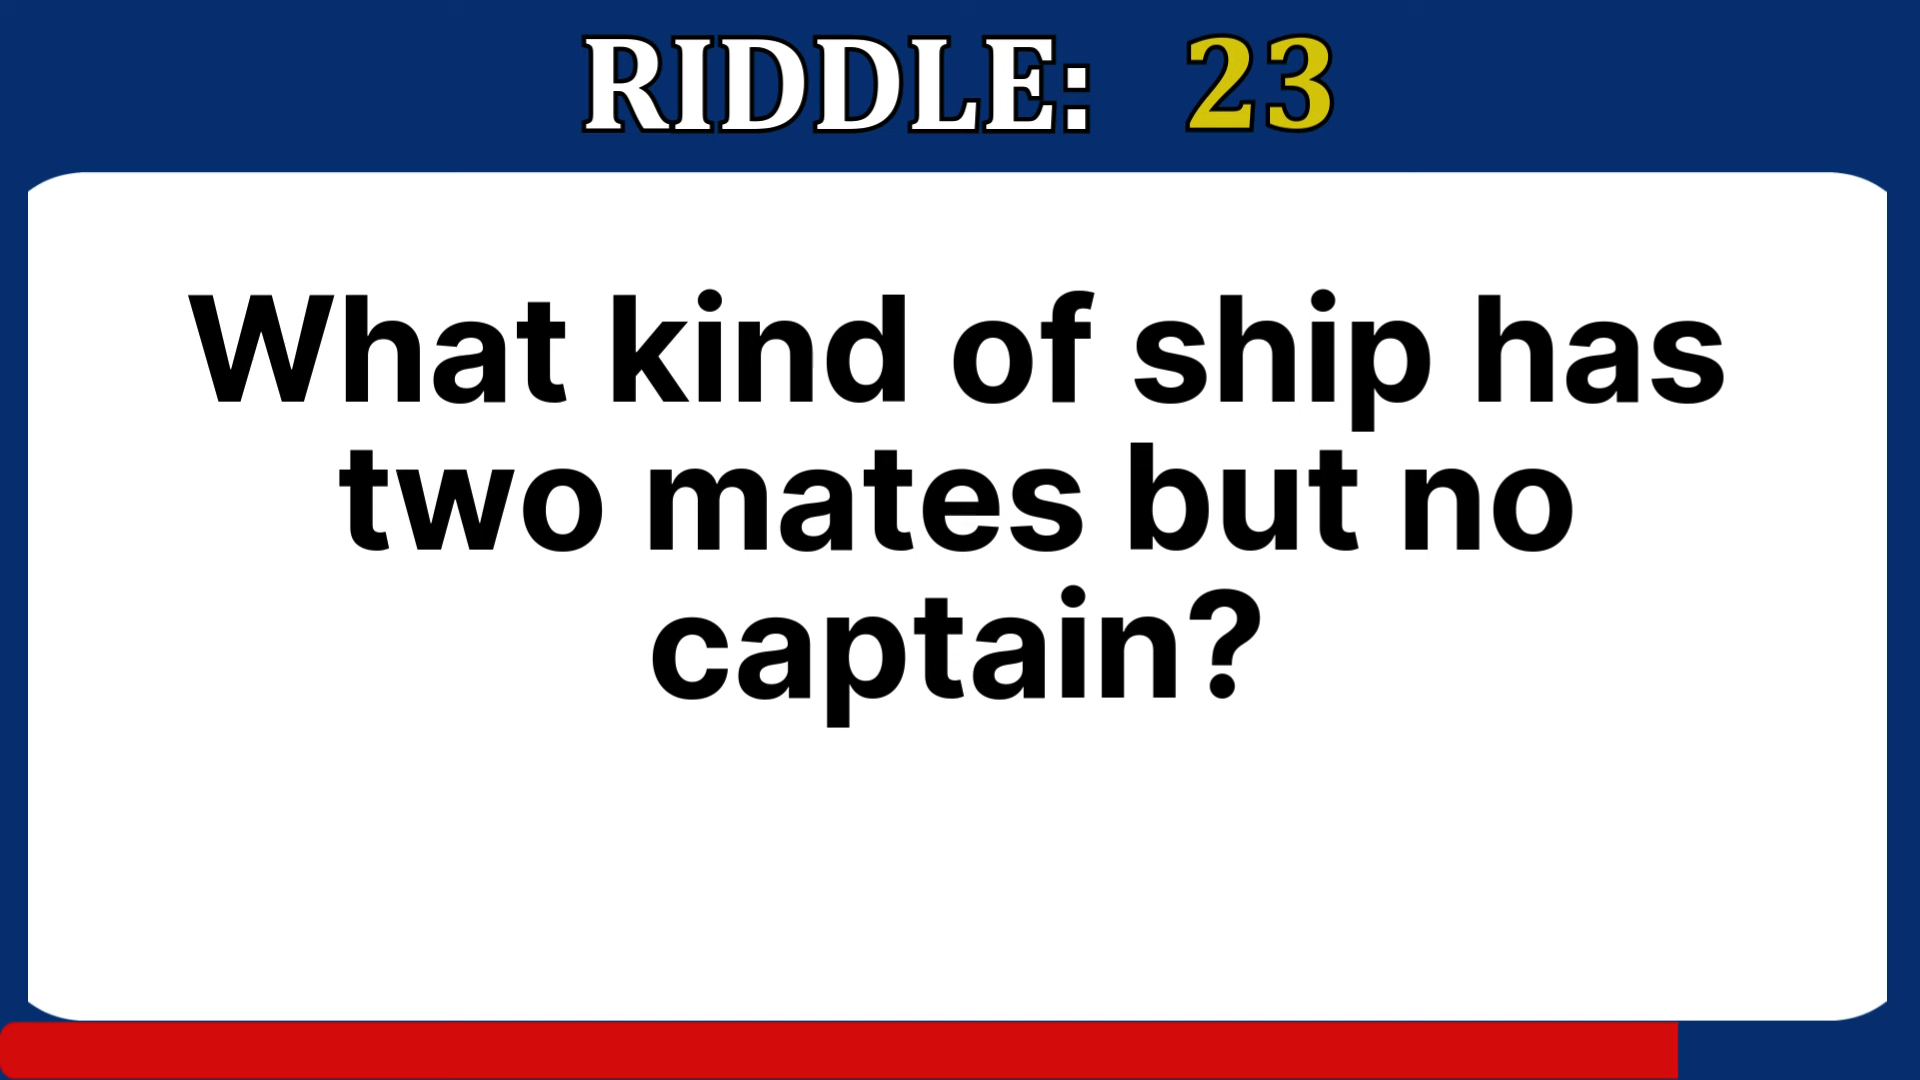 RIDDLE: 23
What kind of ship has
two mates but no
captain?